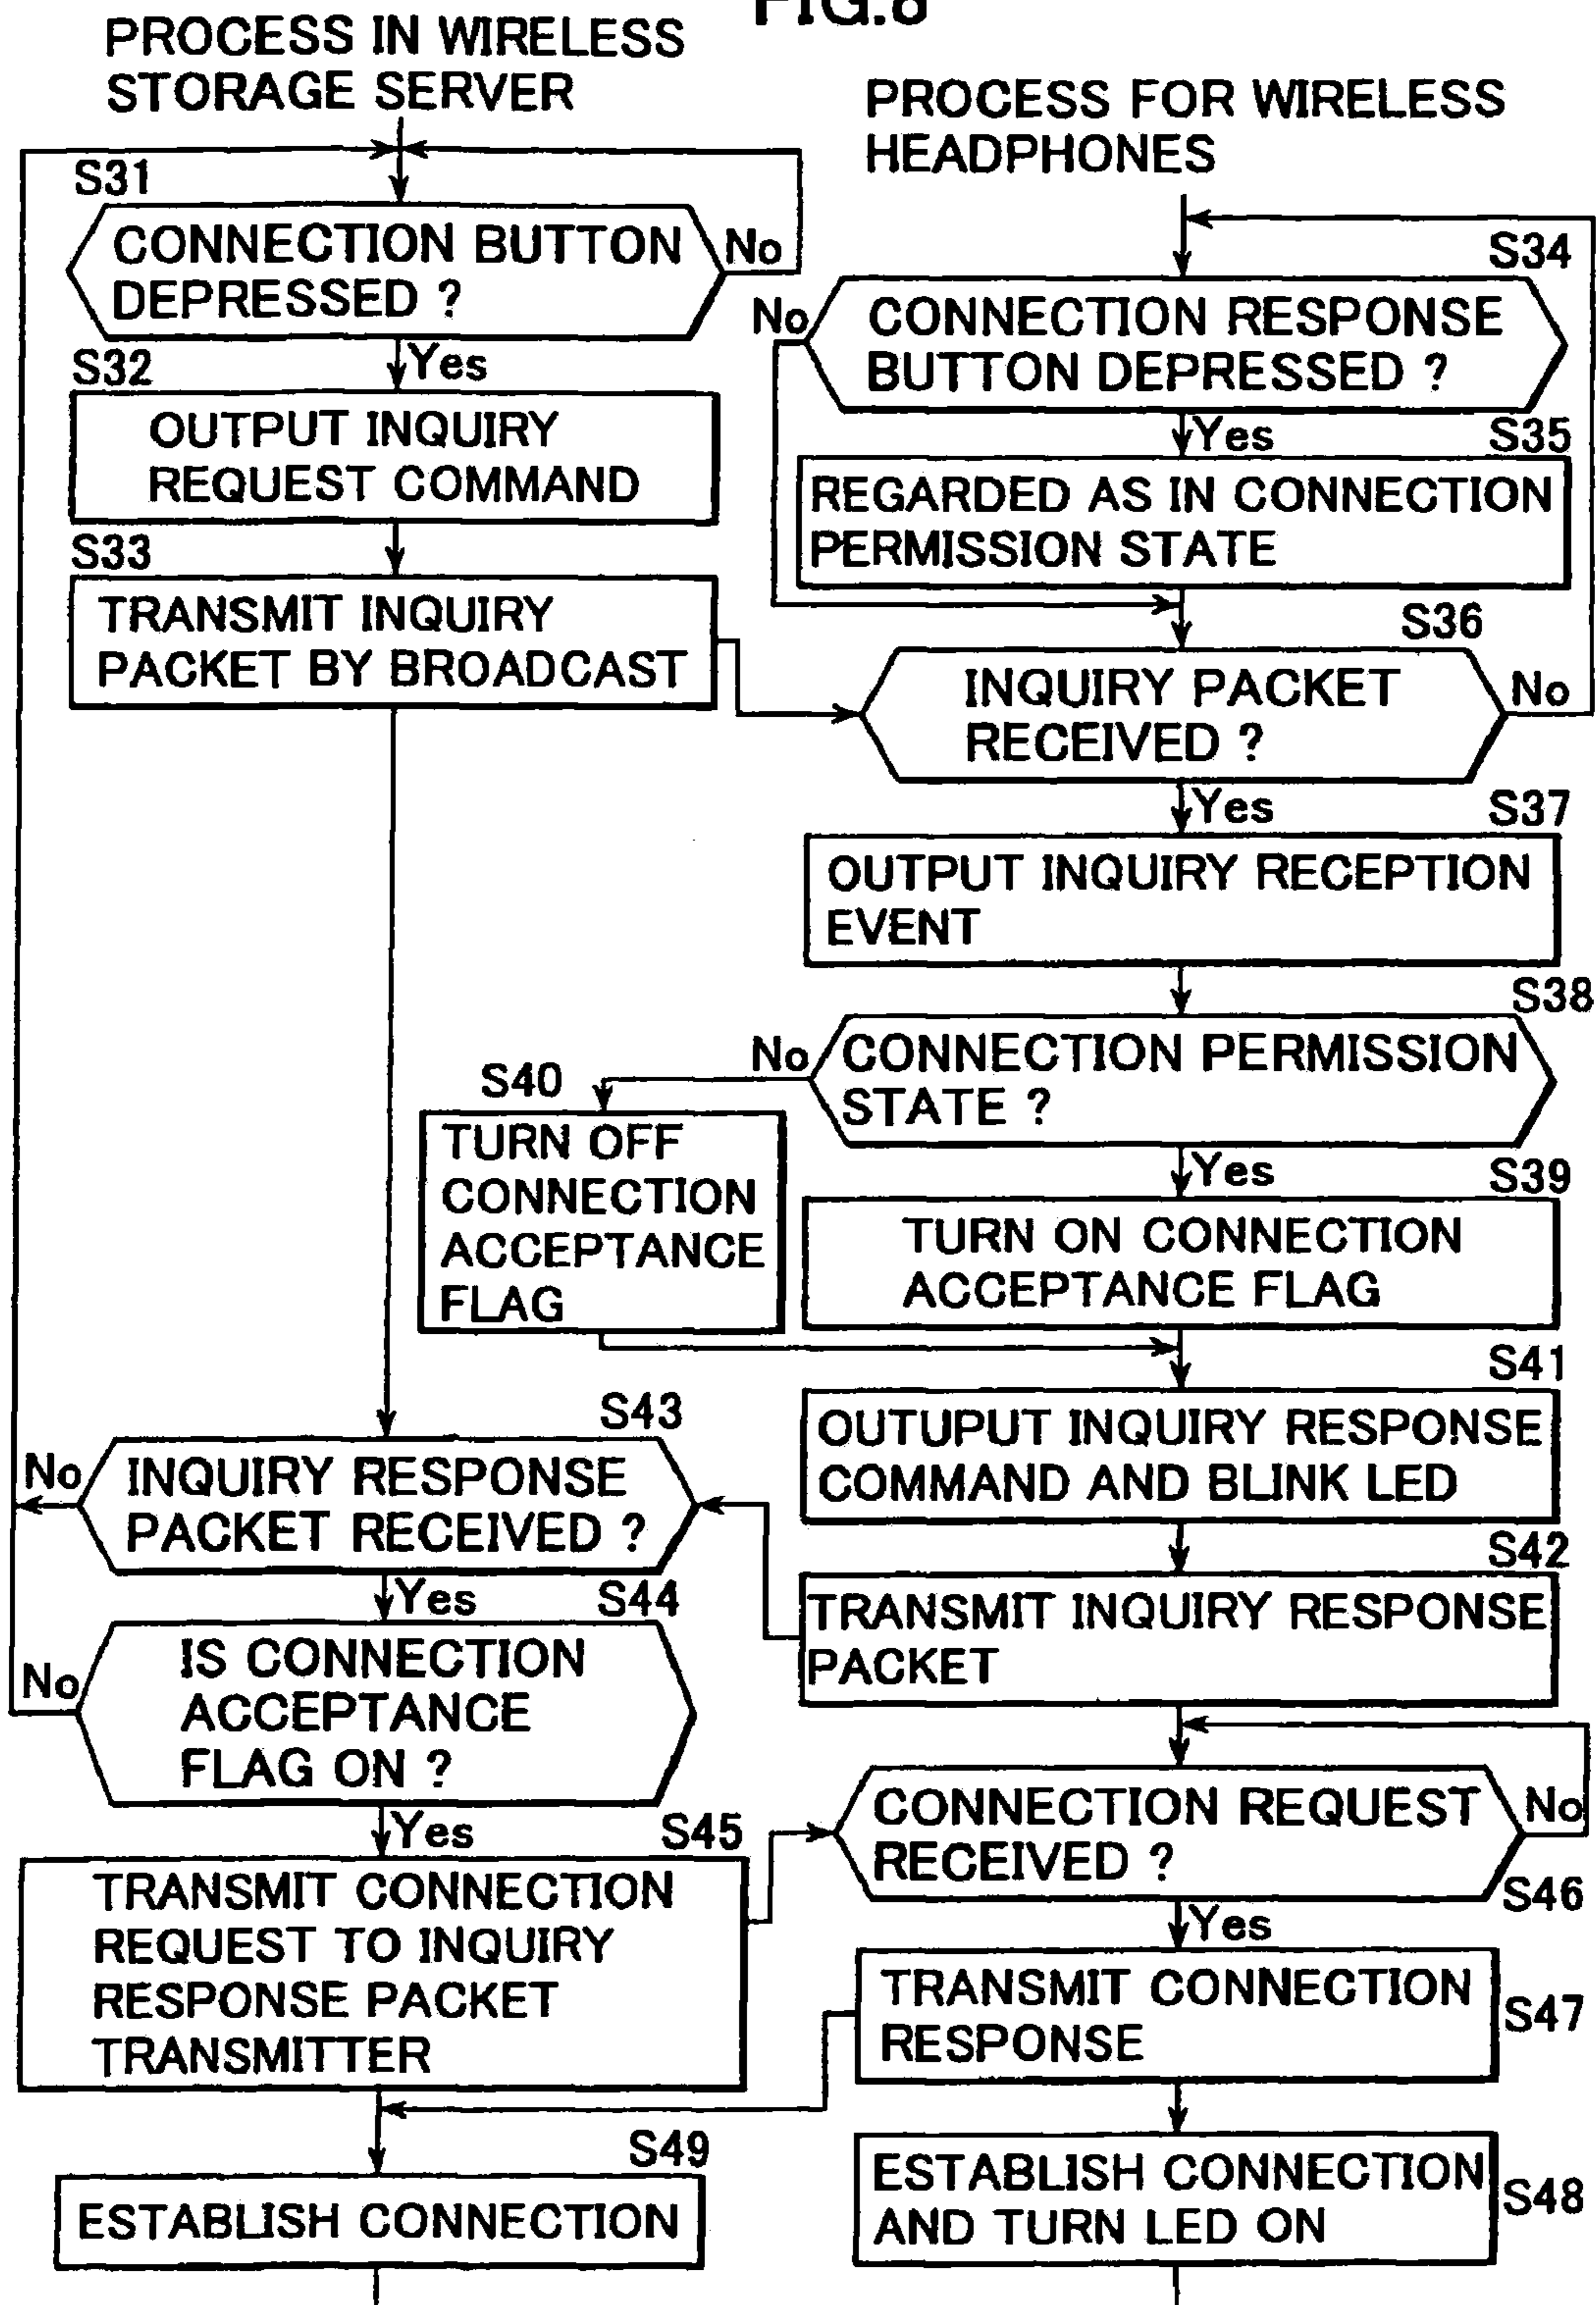 FIG.8
PROCESS IN WIRELESS
STORAGE SERVER
PROCESS FOR WIRELESS
HEADPHONES
S31
CONNECTION BUTTON
DEPRESSED ?
No
Yes
S32
OUTPUT INQUIRY
REQUEST COMMAND
S33
TRANSMIT INQUIRY
PACKET BY BROADCAST
S34
No
CONNECTION RESPONSE
BUTTON DEPRESSED ?
Yes
S35
REGARDED AS IN CONNECTION
PERMISSION STATE
S36
INQUIRY PACKET
RECEIVED ?
No
Yes
S37
OUTPUT INQUIRY RECEPTION
EVENT
S38
No
CONNECTION PERMISSION
STATE ?
S40
TURN OFF
CONNECTION
ACCEPTANCE
FLAG
Yes
S39
TURN ON CONNECTION
ACCEPTANCE FLAG
S41
OUTUPUT INQUIRY RESPONSE
COMMAND AND BLINK LED
S42
TRANSMIT INQUIRY RESPONSE
PACKET
S43
No
INQUIRY RESPONSE
PACKET RECEIVED ?
Yes
S44
No
IS CONNECTION
ACCEPTANCE
FLAG ON ?
Yes
S45
TRANSMIT CONNECTION
REQUEST TO INQUIRY
RESPONSE PACKET
TRANSMITTER
CONNECTION REQUEST
RECEIVED ?
No
S46
Yes
TRANSMIT CONNECTION
RESPONSE
S47
S49
ESTABLISH CONNECTION
ESTABLISH CONNECTION
AND TURN LED ON
S48